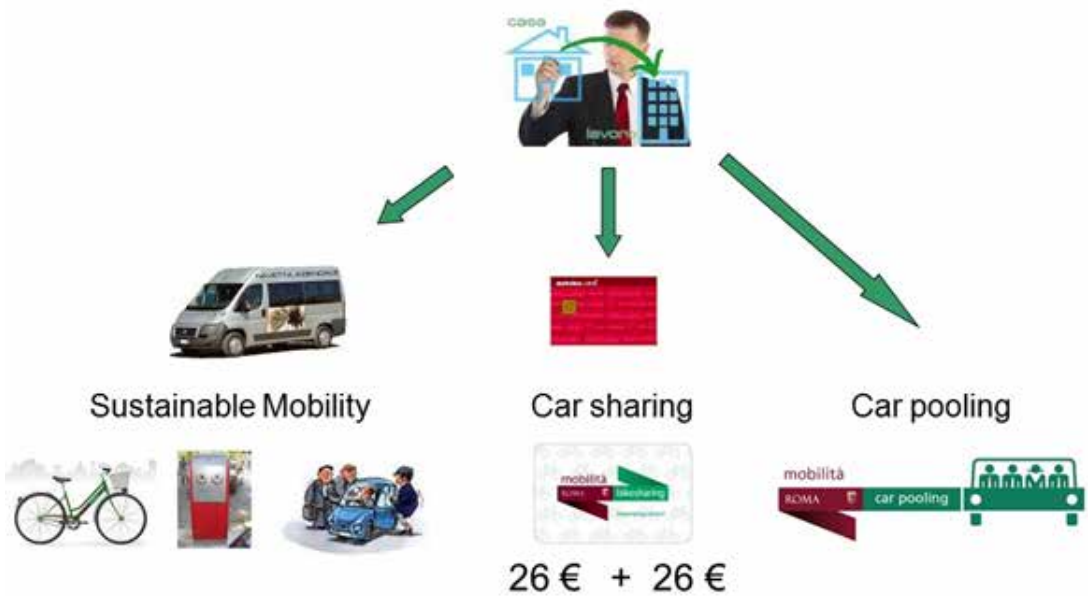 casa
lavoro
Sustainable Mobility
Car sharing
Car pooling
mobilità
ROMA
bikesharing
mobilità
ROMA
car pooling
26 € + 26 €